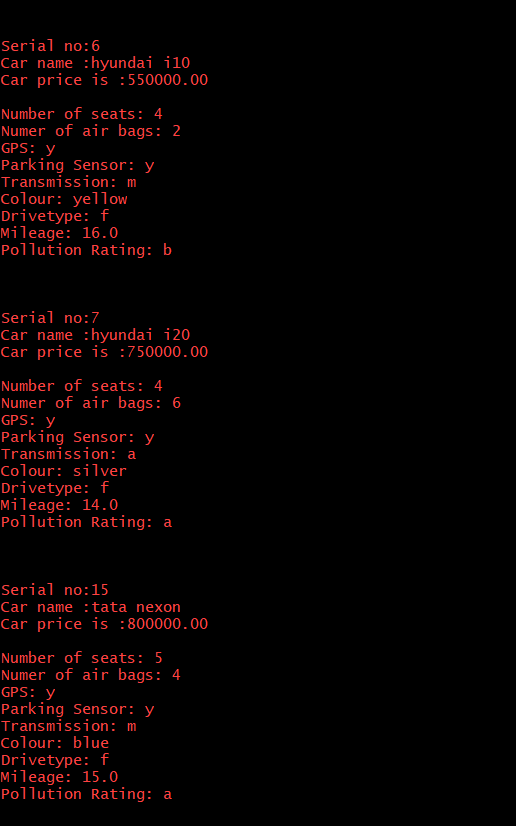 Serial no:6
Car name :hyundai i10
Car price is :550000.00
Number of seats: 4
Numer of air bags: 2
GPS: y
Parking Sensor: y
Transmission: m
Colour: yellow
Drivetype: f
Mileage: 16.0
Pollution Rating: b
Serial no:7
Car name :hyundai i20
Car price is :750000.00
Number of seats: 4
Numer of air bags: 6
GPS: y
Parking Sensor: y
Transmission: a
Colour: silver
Drivetype: f
Mileage: 14.0
Pollution Rating: a
Serial no:15
Car name :tata nexon
Car price is :800000.00
Number of seats: 5
Numer of air bags: 4
GPS: y
Parking Sensor: y
Transmission: m
Colour: blue
Drivetype: f
Mileage: 15.0
Pollution Rating: a